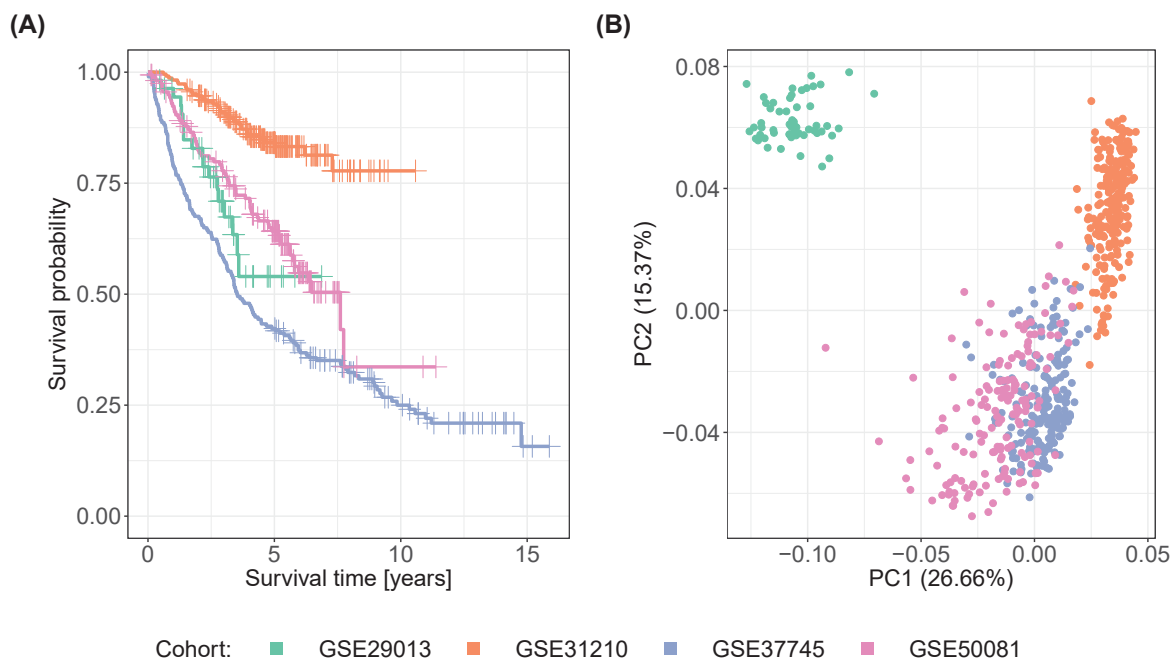 (A)
1.00
0.75
0.50
0.25
0.00
Survival probability
0 5 10 15
Survival time [years]
(B)
0.08
0.04
0.00
−0.04
PC2 (15.37%)
−0.10 −0.05 0.00 0.05
PC1 (26.66%)
Cohort: GSE29013 GSE31210 GSE37745 GSE50081